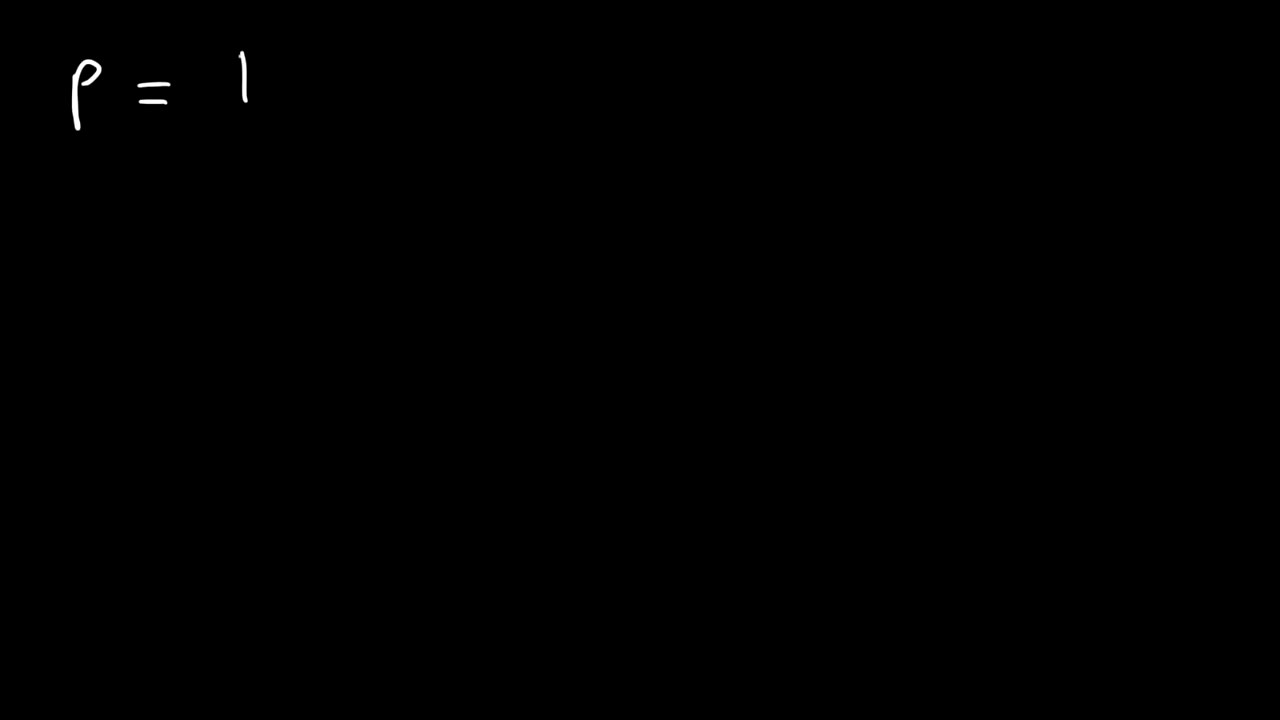 ρ = 1